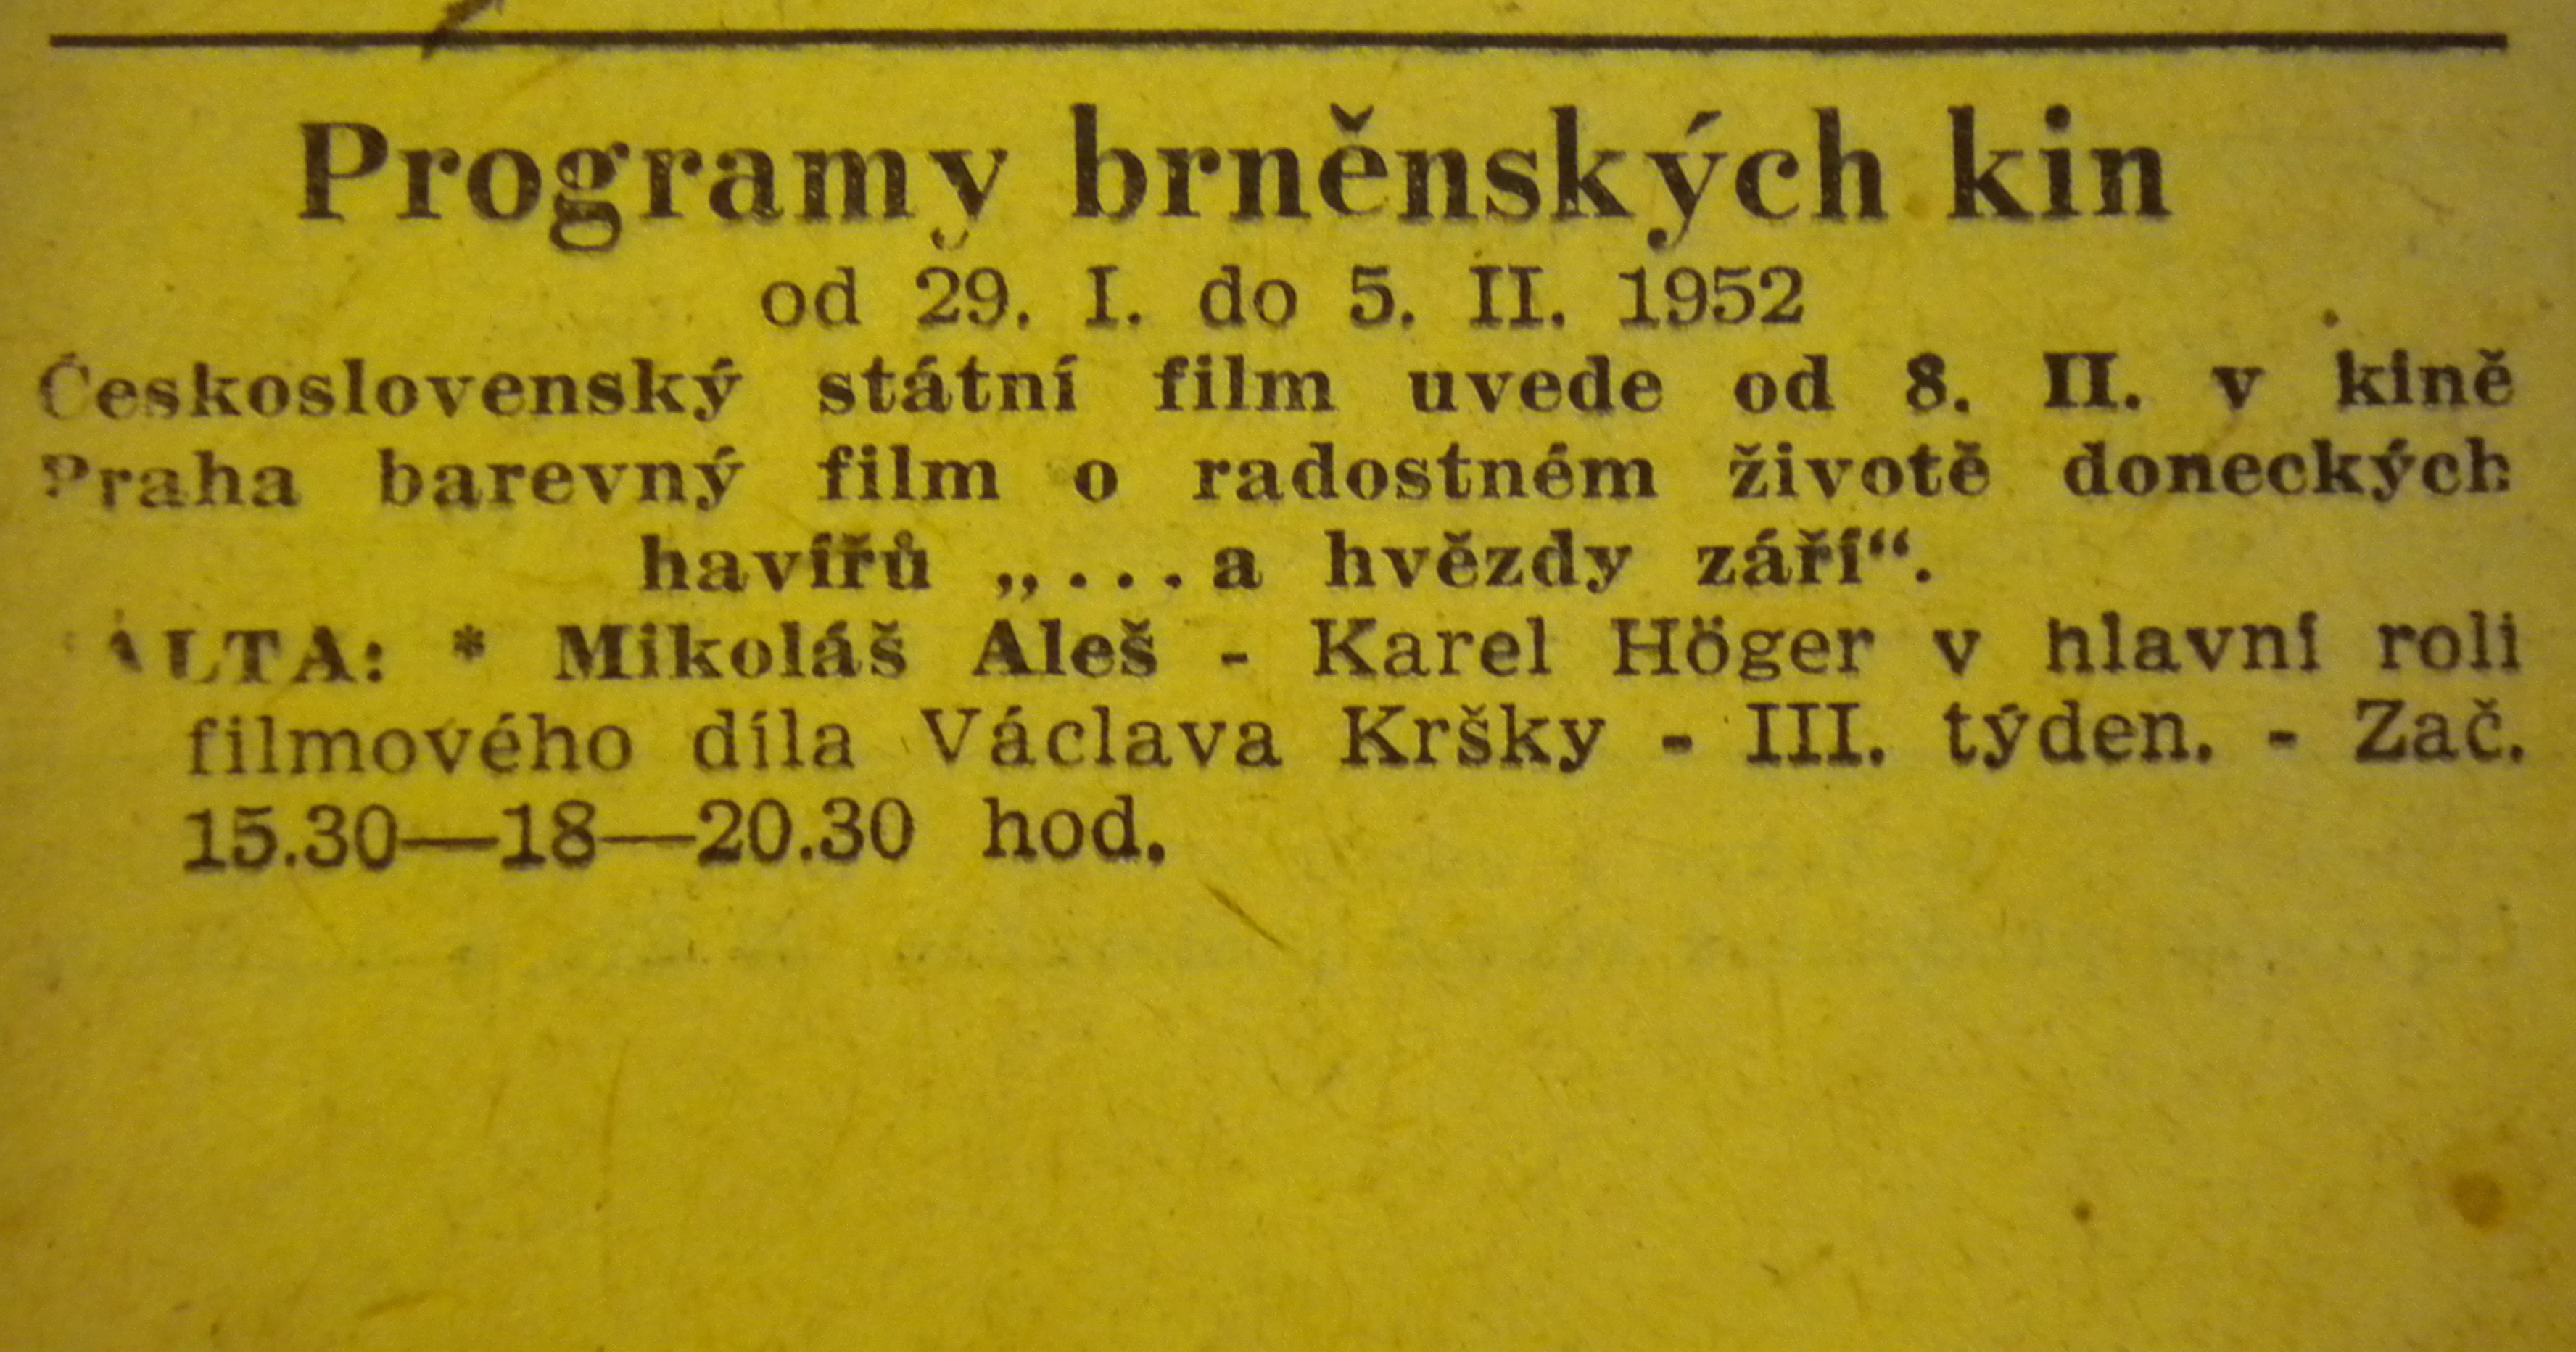 Programy brněnských kin
od 29. I. do 5. II. 1952
Československý státní film uvede od 8. II. v kině
Praha barevný film o radostném životě doneckých
havířů „...a hvězdy září“.
ALTA: * Mikoláš Aleš - Karel Höger v hlavní roli
filmového díla Václava Kršky - III. týden. - Zač.
15.30—18—20.30 hod.